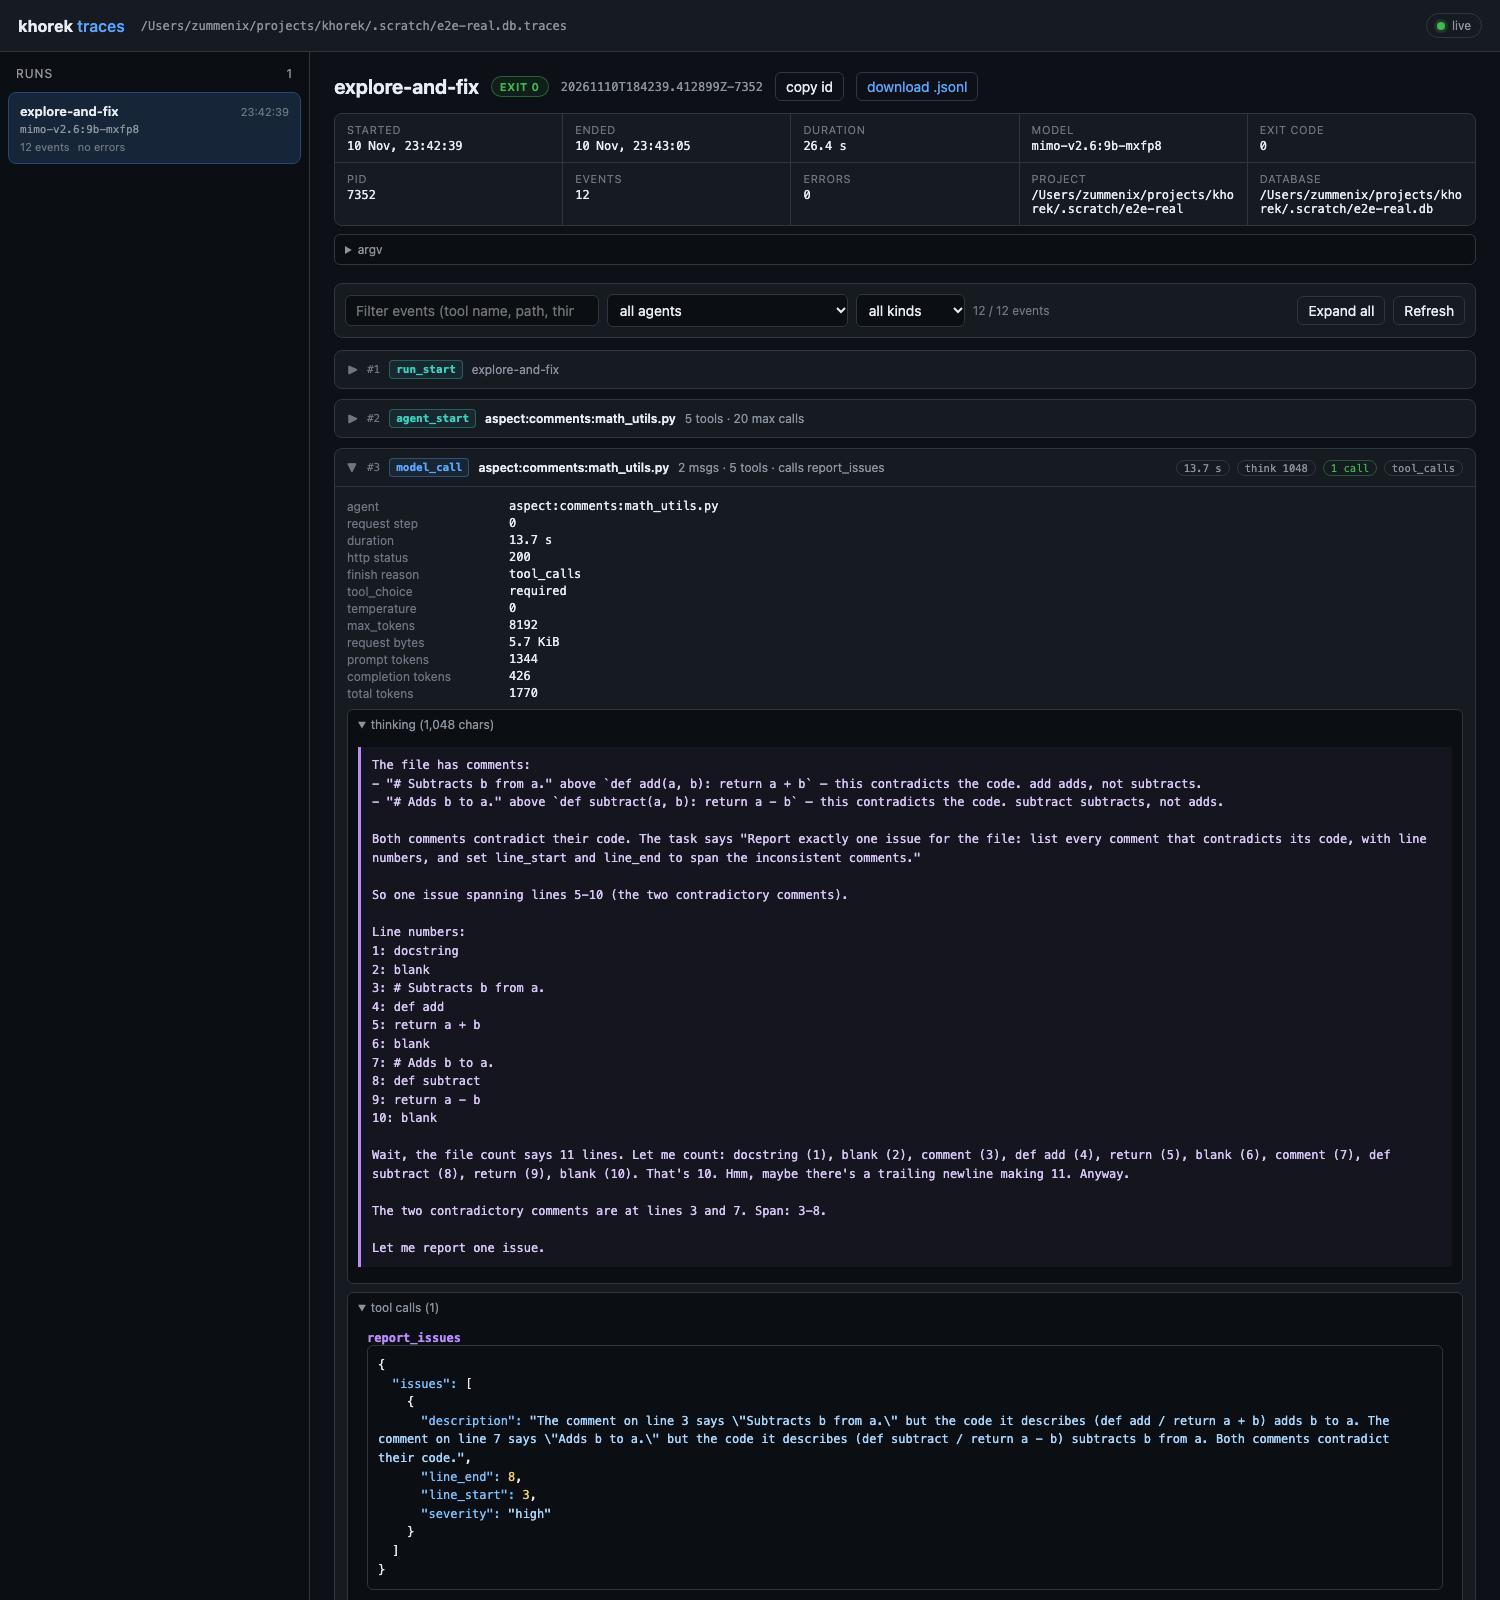 khorek traces /Users/zummenix/projects/khorek/.scratch/e2e-real.db.traces live
RUNS 1
explore-and-fix 23:42:39
mimo-v2.6:9b-mxfp8
12 events no errors
explore-and-fix EXIT 0 20261110T184239.412899Z-7352 copy id download .jsonl
STARTED ENDED DURATION MODEL EXIT CODE
10 Nov, 23:42:39 10 Nov, 23:43:05 26.4 s mimo-v2.6:9b-mxfp8 0
PID EVENTS ERRORS PROJECT DATABASE
7352 12 0 /Users/zummenix/projects/kho /Users/zummenix/projects/kho
rek/.scratch/e2e-real rek/.scratch/e2e-real.db
argv
Filter events (tool name, path, thir all agents all kinds 12 / 12 events Expand all Refresh
#1 run_start explore-and-fix
#2 agent_start aspect:comments:math_utils.py 5 tools · 20 max calls
#3 model_call aspect:comments:math_utils.py 2 msgs · 5 tools · calls report_issues 13.7 s think 1048 1 call tool_calls
agent aspect:comments:math_utils.py
request step 0
duration 13.7 s
http status 200
finish reason tool_calls
tool_choice required
temperature 0
max_tokens 8192
request bytes 5.7 KiB
prompt tokens 1344
completion tokens 426
total tokens 1770
thinking (1,048 chars)
The file has comments:
- "# Subtracts b from a." above `def add(a, b): return a + b` — this contradicts the code. add adds, not subtracts.
- "# Adds b to a." above `def subtract(a, b): return a - b` — this contradicts the code. subtract subtracts, not adds.
Both comments contradict their code. The task says "Report exactly one issue for the file: list every comment that contradicts its code, with line
numbers, and set line_start and line_end to span the inconsistent comments."
So one issue spanning lines 5-10 (the two contradictory comments).
Line numbers:
1: docstring
2: blank
3: # Subtracts b from a.
4: def add
5: return a + b
6: blank
7: # Adds b to a.
8: def subtract
9: return a - b
10: blank
Wait, the file count says 11 lines. Let me count: docstring (1), blank (2), comment (3), def add (4), return (5), blank (6), comment (7), def
subtract (8), return (9), blank (10). That's 10. Hmm, maybe there's a trailing newline making 11. Anyway.
The two contradictory comments are at lines 3 and 7. Span: 3-8.
Let me report one issue.
tool calls (1)
report_issues
{
"issues": [
{
"description": "The comment on line 3 says \"Subtracts b from a.\" but the code it describes (def add / return a + b) adds b to a. The
comment on line 7 says \"Adds b to a.\" but the code it describes (def subtract / return a - b) subtracts b from a. Both comments contradict
their code.",
"line_end": 8,
"line_start": 3,
"severity": "high"
}
]
}